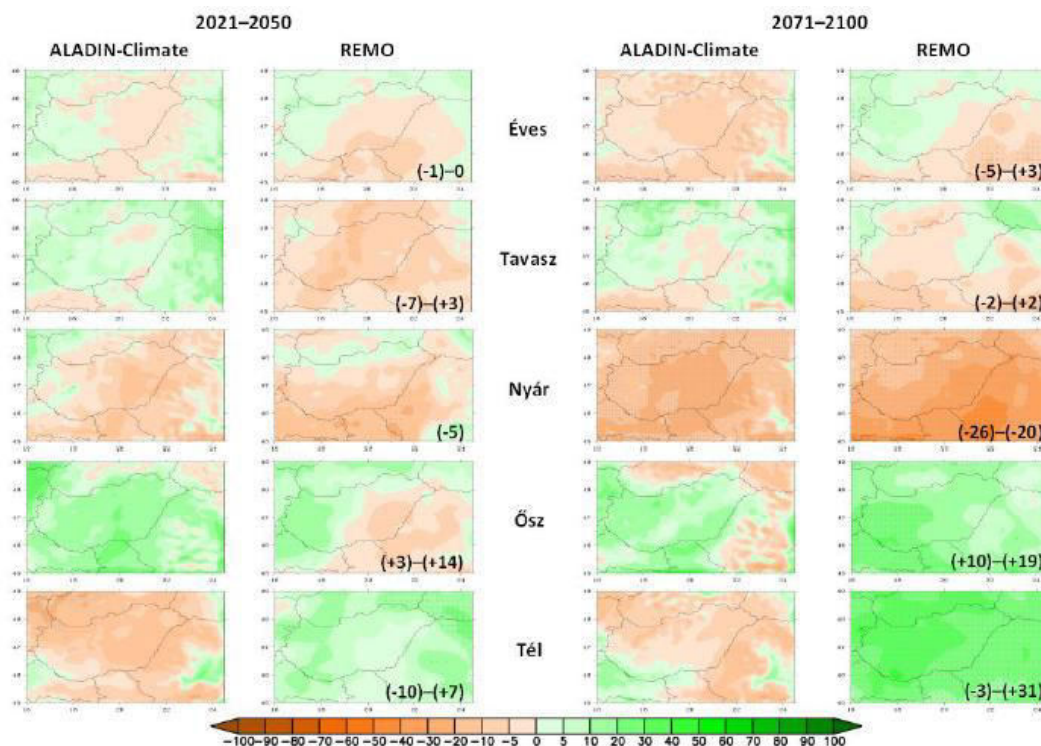 2021–2050 2071–2100
ALADIN-Climate REMO ALADIN-Climate REMO
Éves
(-1)–0 (-5)–(+3)
Tavasz
(-7)–(+3) (-2)–(+2)
Nyár
(-5) (-26)–(-20)
Ősz
(+3)–(+14) (+10)–(+19)
Tél
(-10)–(+7) (-3)–(+31)
-100 -90 -80 -70 -60 -50 -40 -30 -20 -10 -5 0 5 10 20 30 40 50 60 70 80 90 100